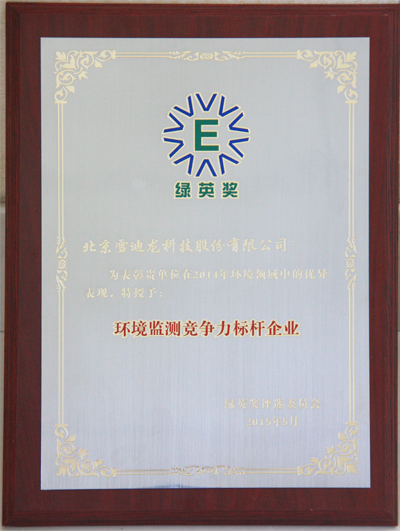 E
绿英奖
北京雪迪龙科技股份有限公司:
为表彰贵单位在2014年环境领域中的优异
表现,特授予:
环境监测竞争力标杆企业
绿英奖评选委员会
2015年5月